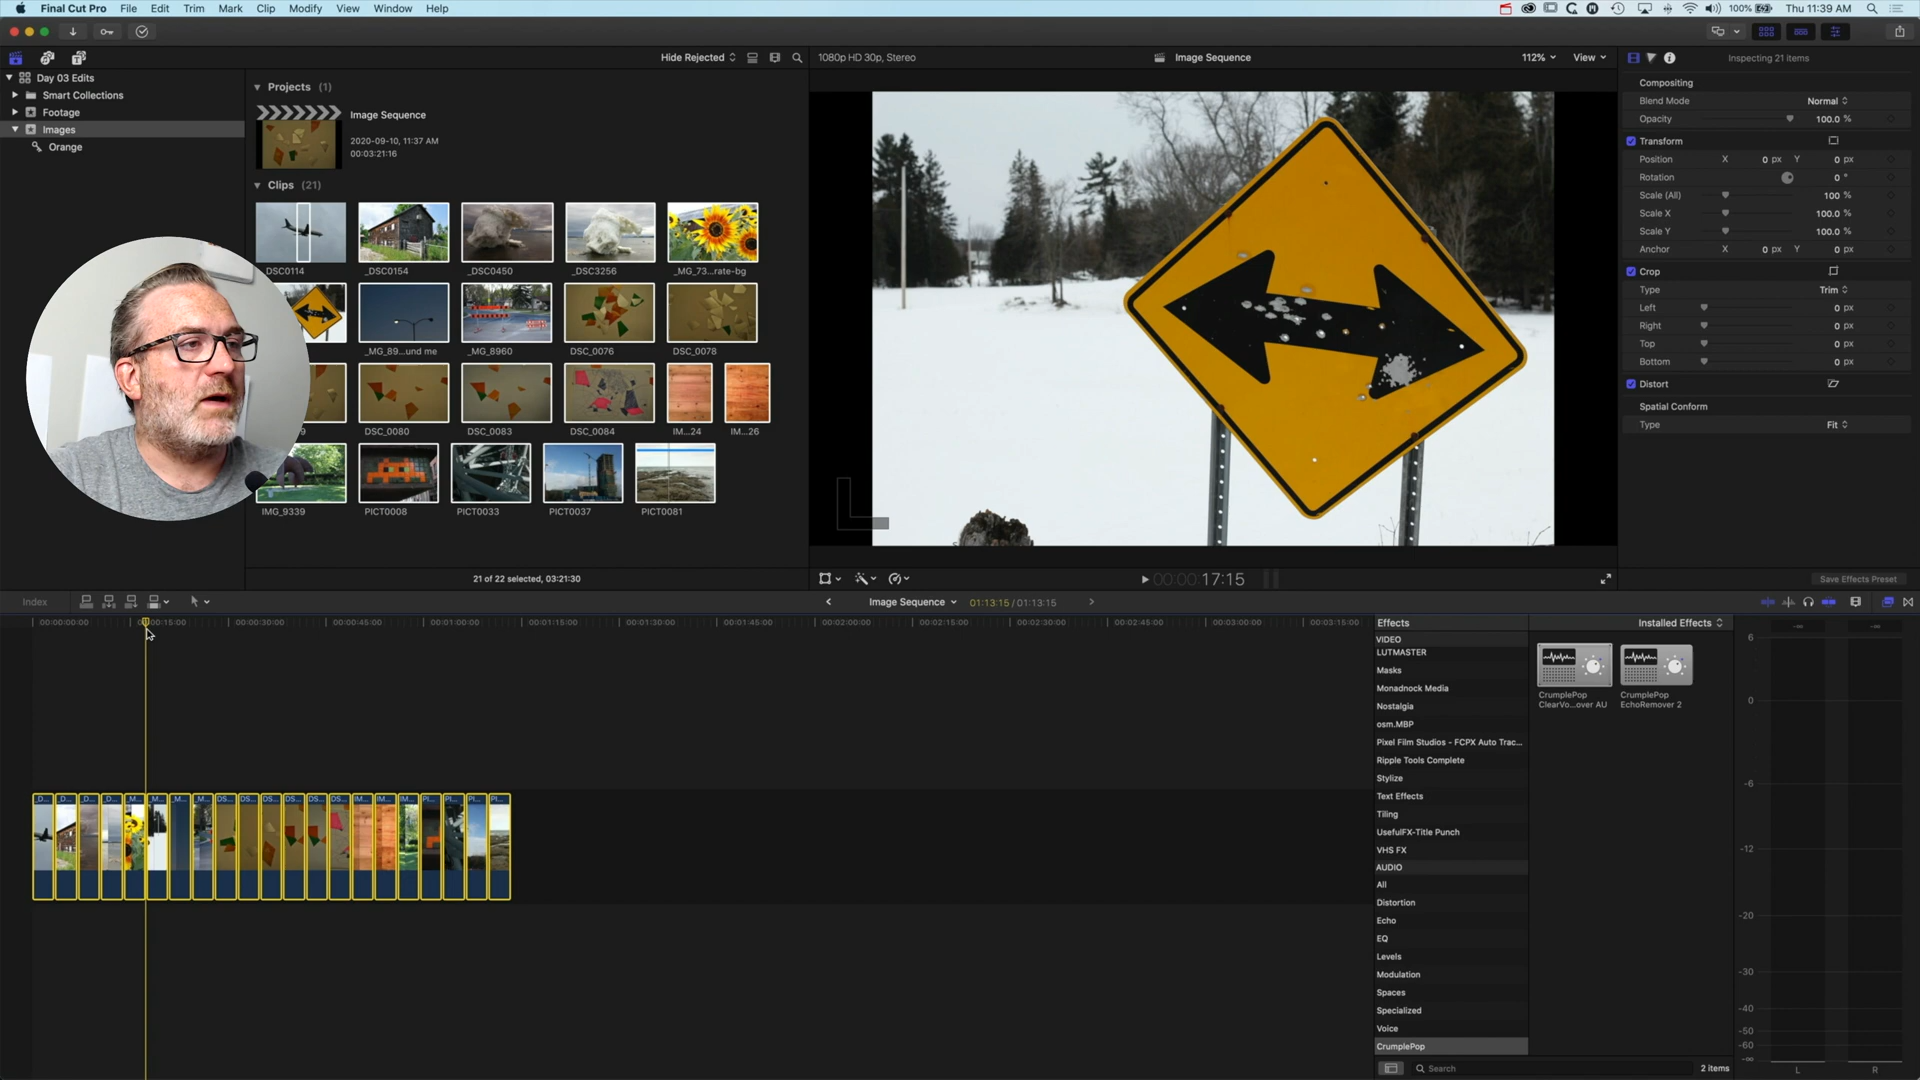 Final Cut Pro File Edit Trim Mark Clip Modify View Window Help
100% Thu 11:39 AM
Hide Rejected
1080p HD 30p, Stereo
Image Sequence
112% View
Inspecting 21 items
Day 03 Edits
Smart Collections
Footage
Images
Orange
Projects (1)
Image Sequence
2020-09-10, 11:37 AM
00:03:21:16
Clips (21)
_DSC0154 _DSC0450 _DSC3256 _MG_73...rate-bg
DSC0114
_MG_89...und me _MG_8960 DSC_0076 DSC_0078
DSC_0080 DSC_0083 DSC_0084 IM...24 IM...26
IMG_9339 PICT0008 PICT0033 PICT0037 PICT0081
21 of 22 selected, 03:21:30
00:00:0 17:15
Compositing
Blend Mode Normal
Opacity 100.0 %
Transform
Position X 0 px Y 0 px
Rotation 0 °
Scale (All) 100 %
Scale X 100.0 %
Scale Y 100.0 %
Anchor X 0 px Y 0 px
Crop
Type Trim
Left 0 px
Right 0 px
Top 0 px
Bottom 0 px
Distort
Spatial Conform
Type Fit
Save Effects Preset
Index
Image Sequence 01:13:15 / 01:13:15
00:00:00:00 00:00:15:00 00:00:30:00 00:00:45:00 00:01:00:00 00:01:15:00 00:01:30:00 00:01:45:00 00:02:00:00 00:02:15:00 00:02:30:00 00:02:45:00 00:03:00:00 00:03:15:00
Effects
Installed Effects
VIDEO
LUTMASTER
Masks
Monadnock Media
Nostalgia
osm.MBP
Pixel Film Studios - FCPX Auto Trac...
Ripple Tools Complete
Stylize
Text Effects
Tiling
UsefulFX-Title Punch
VHS FX
AUDIO
All
Distortion
Echo
EQ
Levels
Modulation
Spaces
Specialized
Voice
CrumplePop
CrumplePop
ClearVo...over AU
CrumplePop
EchoRemover 2
Search
2 items
6
0
-6
-12
-20
-30
-40
-50
-60
-∞
L R